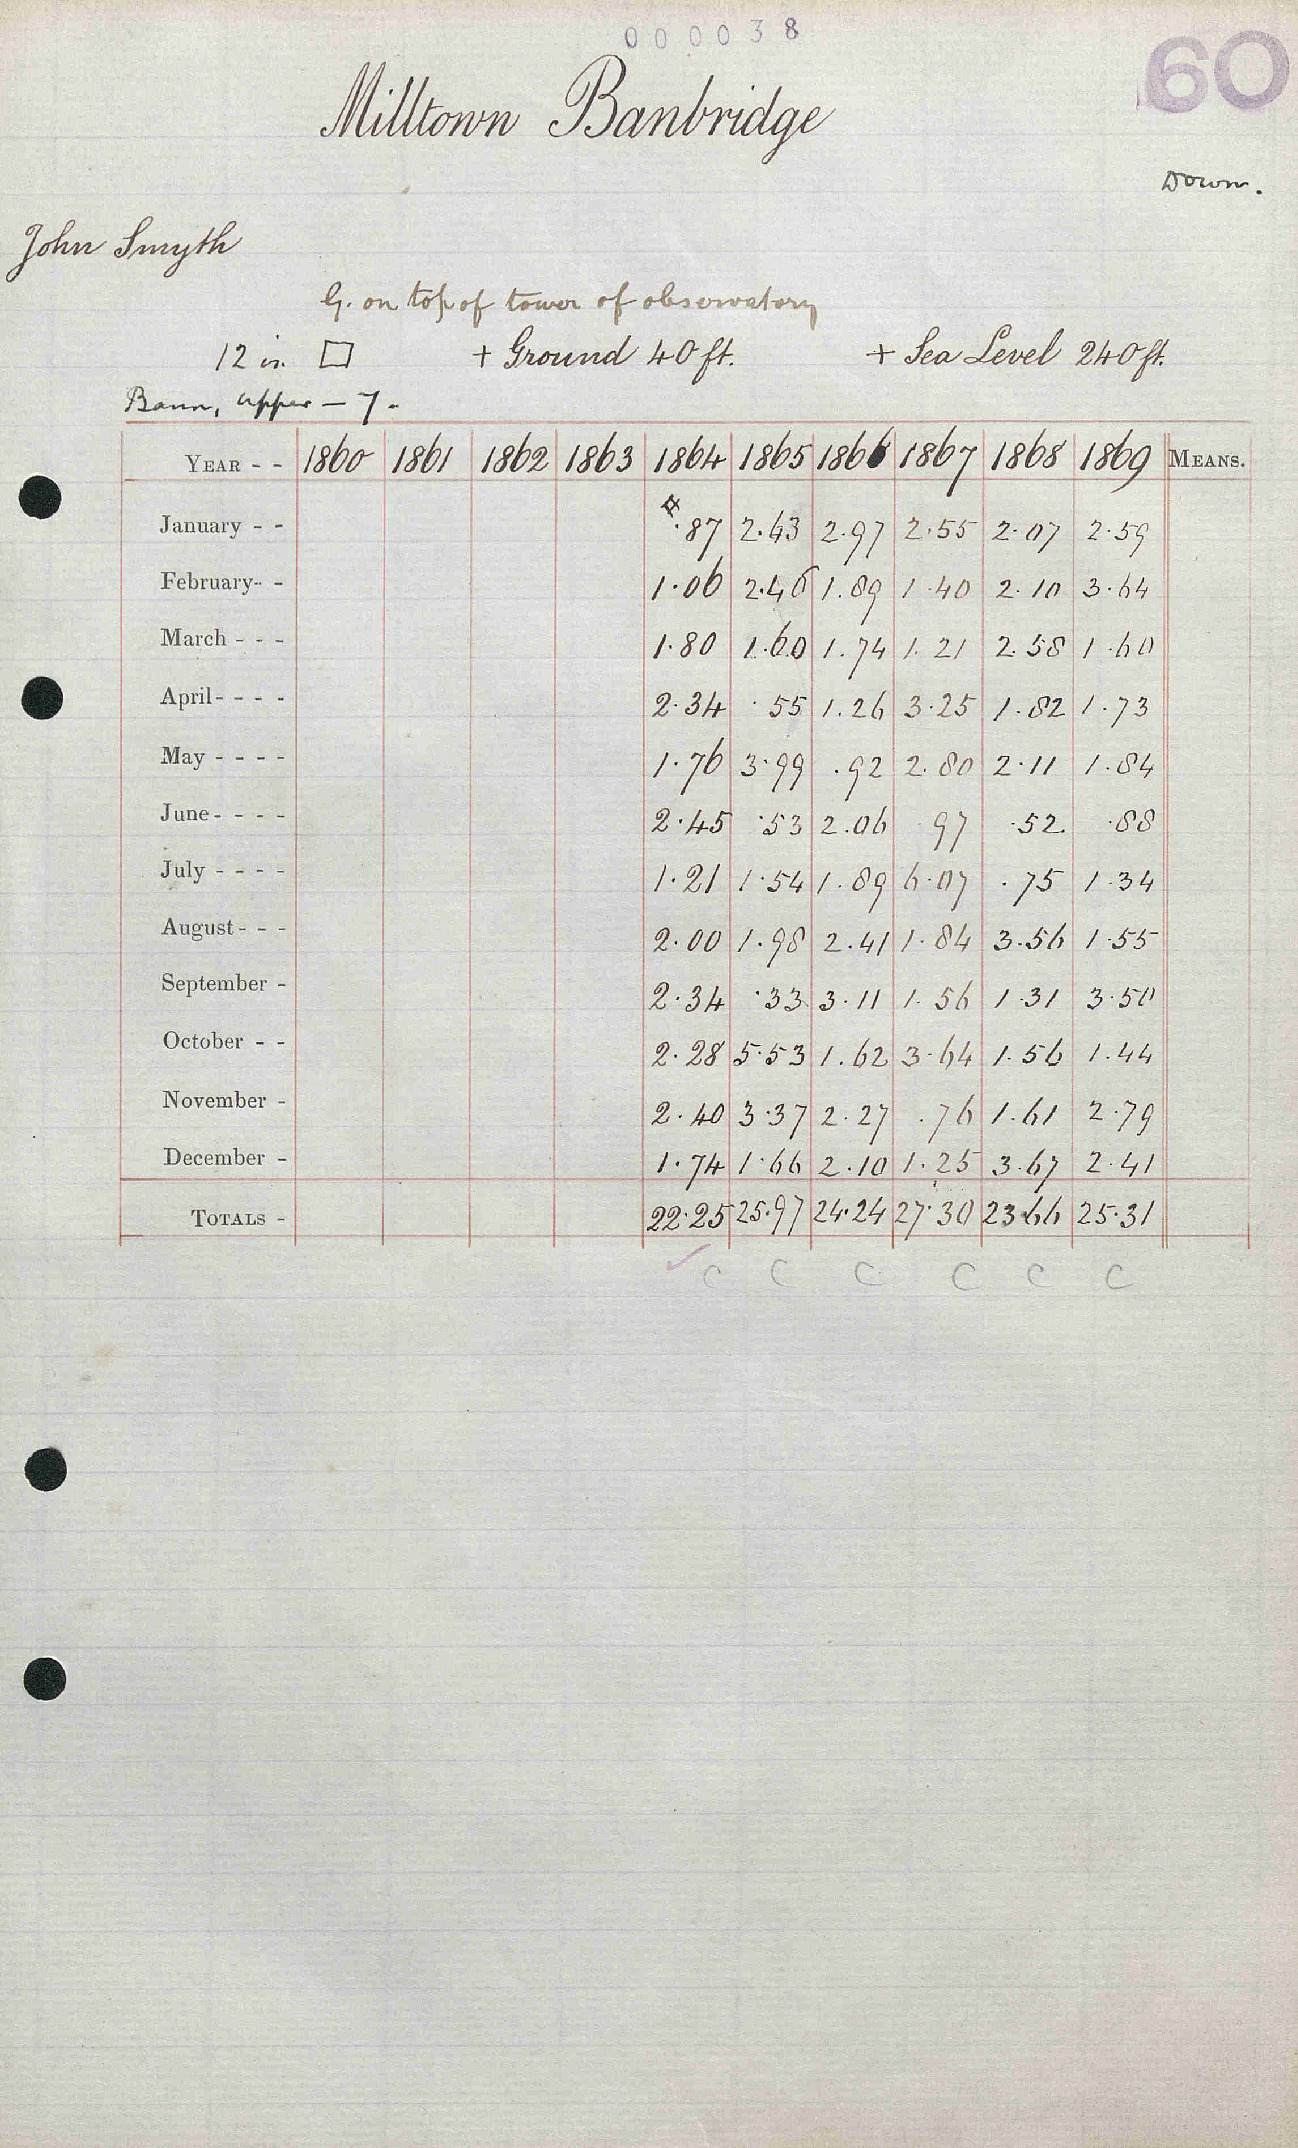 000038
60
Milltown Banbridge
Down.
John Smyth
G. on top of tower of observatory
12 in. □ + Ground 40 ft. + Sea Level 240 ft.
Bann, Upper – 7.
YEAR - - 1860 1861 1862 1863 1864 1865 1866 1867 1868 1869 MEANS.
January - - .87 2.43 2.97 2.55 2.07 2.59
February - - 1.06 2.46 1.89 1.40 2.10 3.64
March - - - 1.80 1.60 1.74 1.21 2.58 1.60
April - - - - 2.34 .55 1.26 3.25 1.82 1.73
May - - - - 1.76 3.99 .92 2.80 2.11 1.84
June - - - - 2.45 .53 2.06 97 .52 .88
July - - - - 1.21 1.54 1.89 6.07 .75 1.34
August - - - 2.00 1.98 2.41 1.84 3.56 1.55
September - 2.34 .33 3.11 1.56 1.31 3.50
October - - 2.28 5.53 1.62 3.64 1.56 1.44
November - 2.40 3.37 2.27 .76 1.61 2.79
December - 1.74 1.66 2.10 1.25 3.67 2.41
TOTALS - 22.25 25.97 24.24 27.30 23.66 25.31
✓ C C C C C C